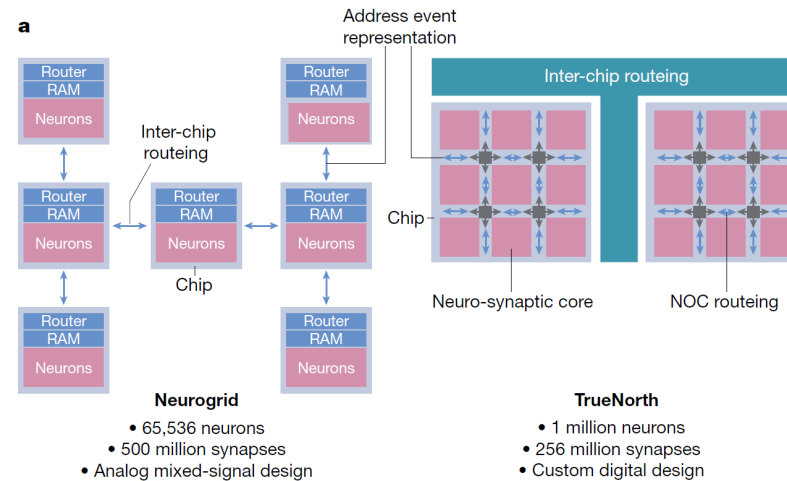 a
Address event
representation
Router
RAM
Neurons
Router
RAM
Neurons
Inter-chip
routeing
Router
RAM
Neurons
Router
RAM
Neurons
Router
RAM
Neurons
Chip
Router
RAM
Neurons
Router
RAM
Neurons
Inter-chip routeing
Chip
Neuro-synaptic core
NOC routeing
Neurogrid
• 65,536 neurons
• 500 million synapses
• Analog mixed-signal design
TrueNorth
• 1 million neurons
• 256 million synapses
• Custom digital design